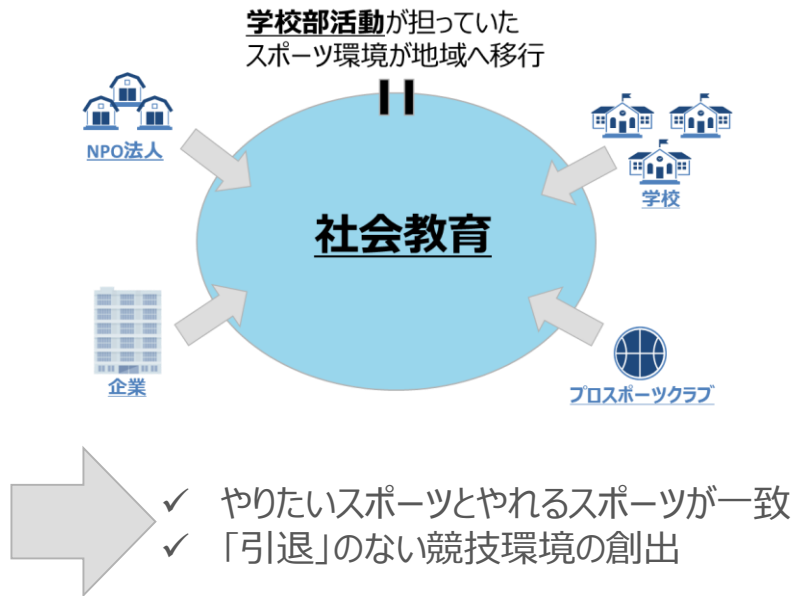 学校部活動が担っていた
スポーツ環境が地域へ移行
NPO法人
学校
社会教育
企業
プロスポーツクラブ
✓ やりたいスポーツとやれるスポーツが一致
✓ 「引退」のない競技環境の創出